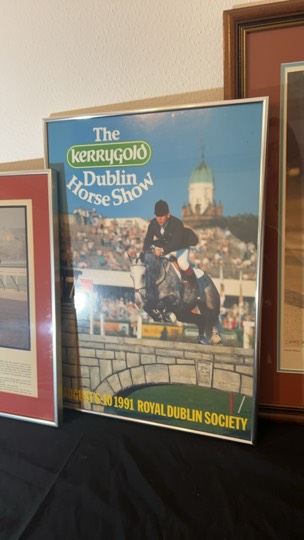 The
kerrygold
Dublin
Horse Show
AUGUST 6-10 1991 ROYAL DUBLIN SOCIETY